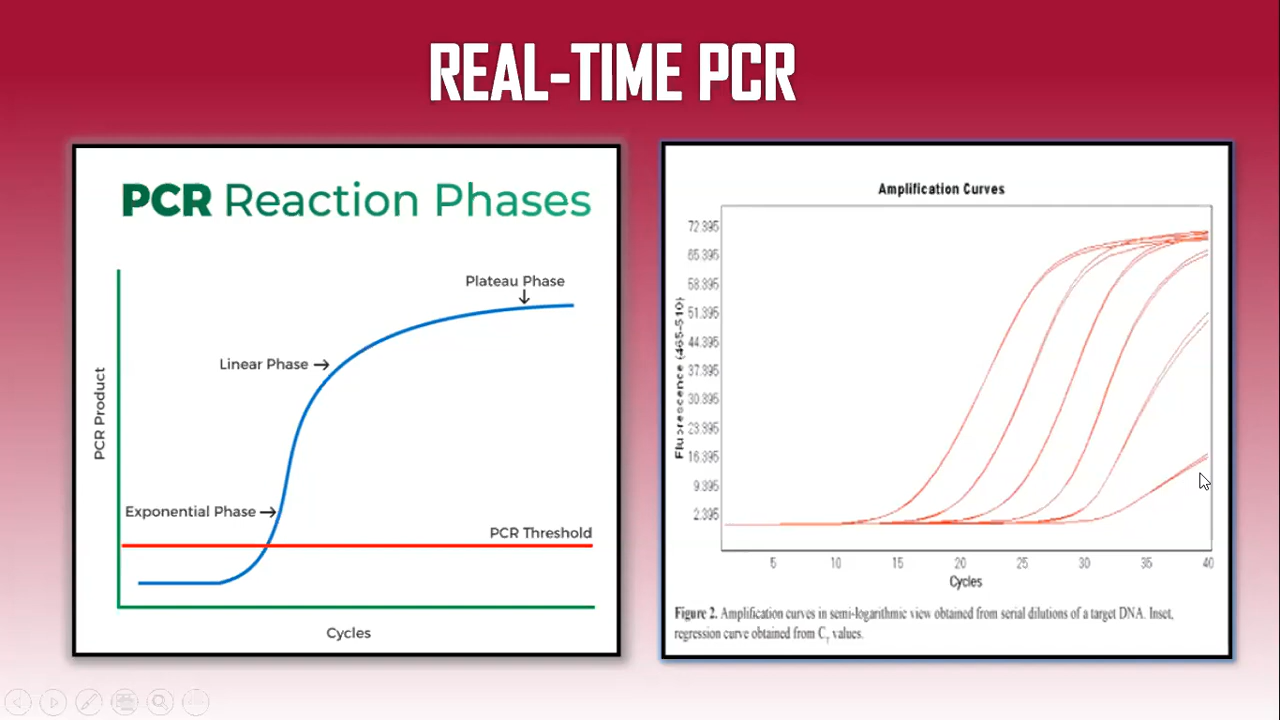 REAL-TIME PCR
PCR Reaction Phases
Plateau Phase
Linear Phase
Exponential Phase
PCR Threshold
PCR Product
Cycles
Amplification Curves
72.395
65.395
58.395
51.395
44.395
37.395
30.395
23.395
16.395
9.395
2.395
Fluorescence (465-510)
5 10 15 20 25 30 35 40
Cycles
Figure 2. Amplification curves in semi-logarithmic view obtained from serial dilutions of a target DNA. Inset,
regression curve obtained from CT values.